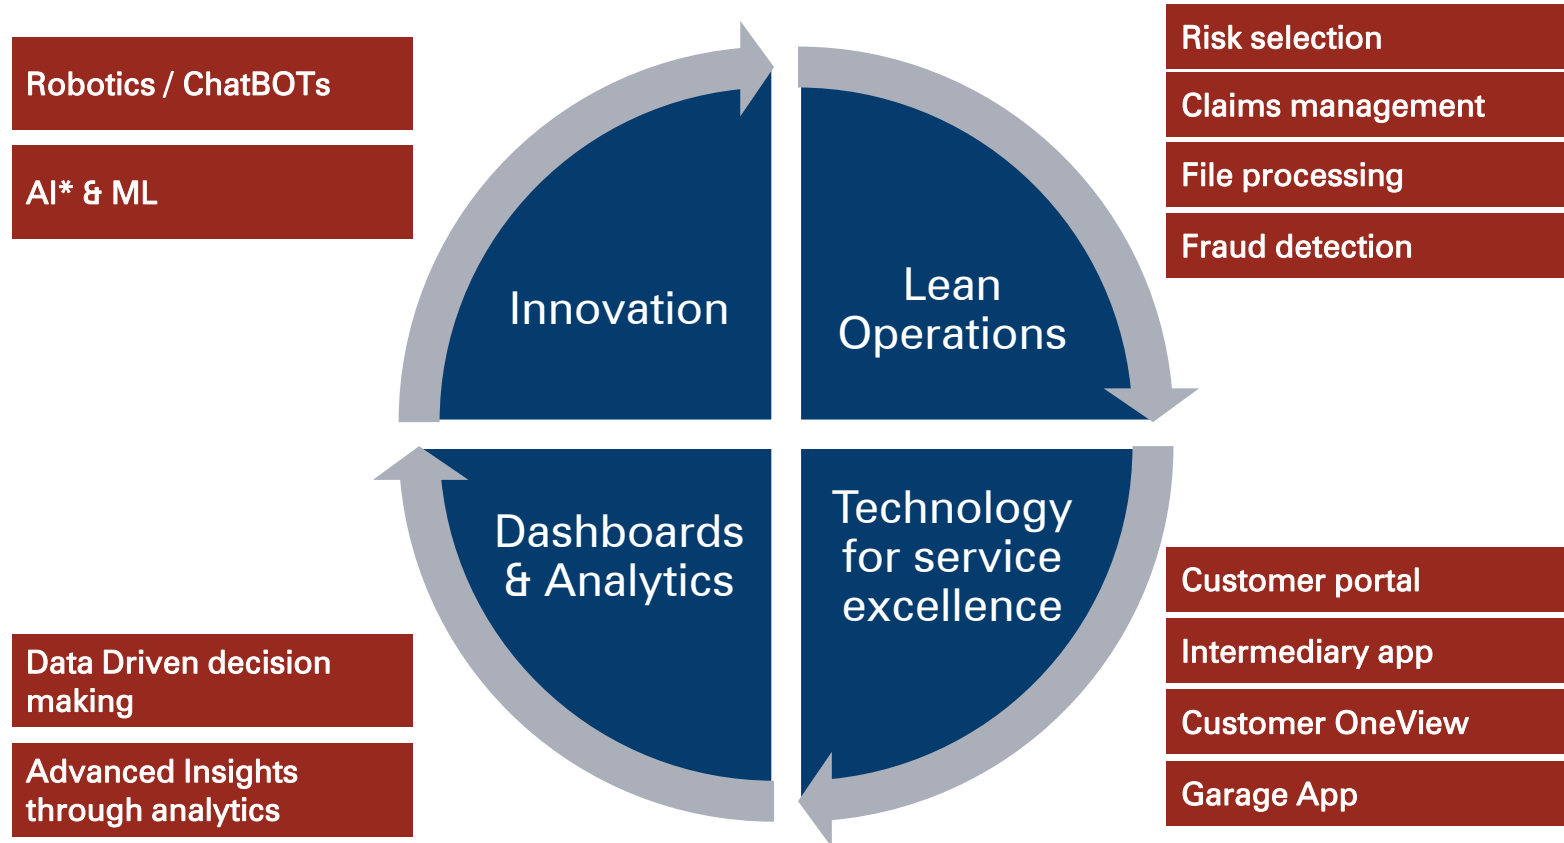 Robotics / ChatBOTs
AI* & ML
Risk selection
Claims management
File processing
Fraud detection
Innovation
Lean
Operations
Dashboards
& Analytics
Technology
for service
excellence
Data Driven decision
making
Advanced Insights
through analytics
Customer portal
Intermediary app
Customer OneView
Garage App